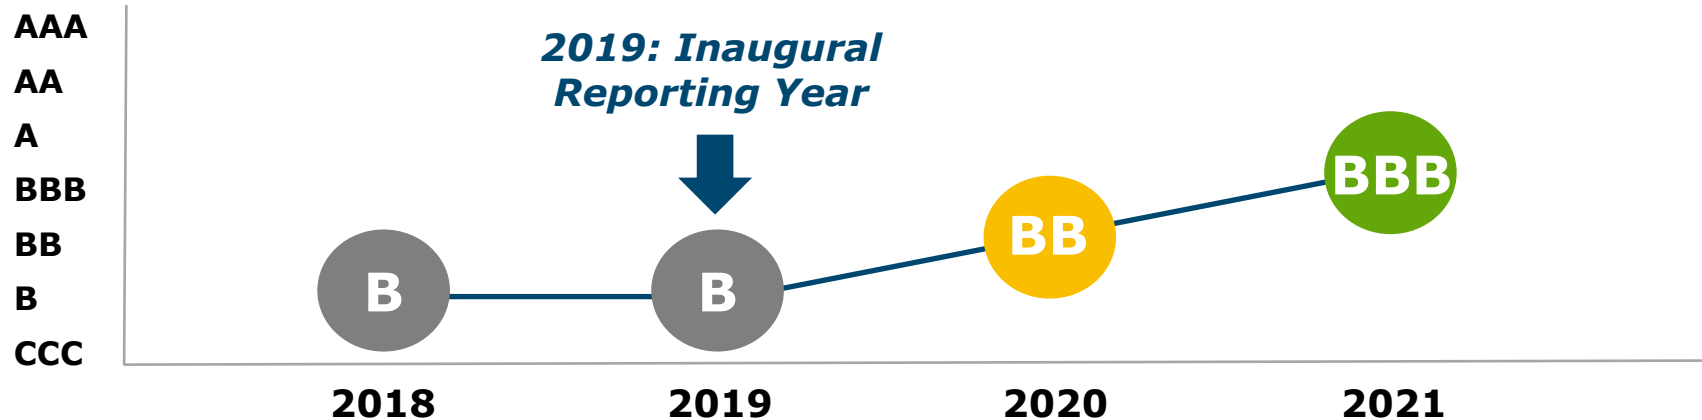 AAA
AA
A
BBB
BB
B
CCC
2019: Inaugural
Reporting Year
B
B
BB
BBB
2018
2019
2020
2021